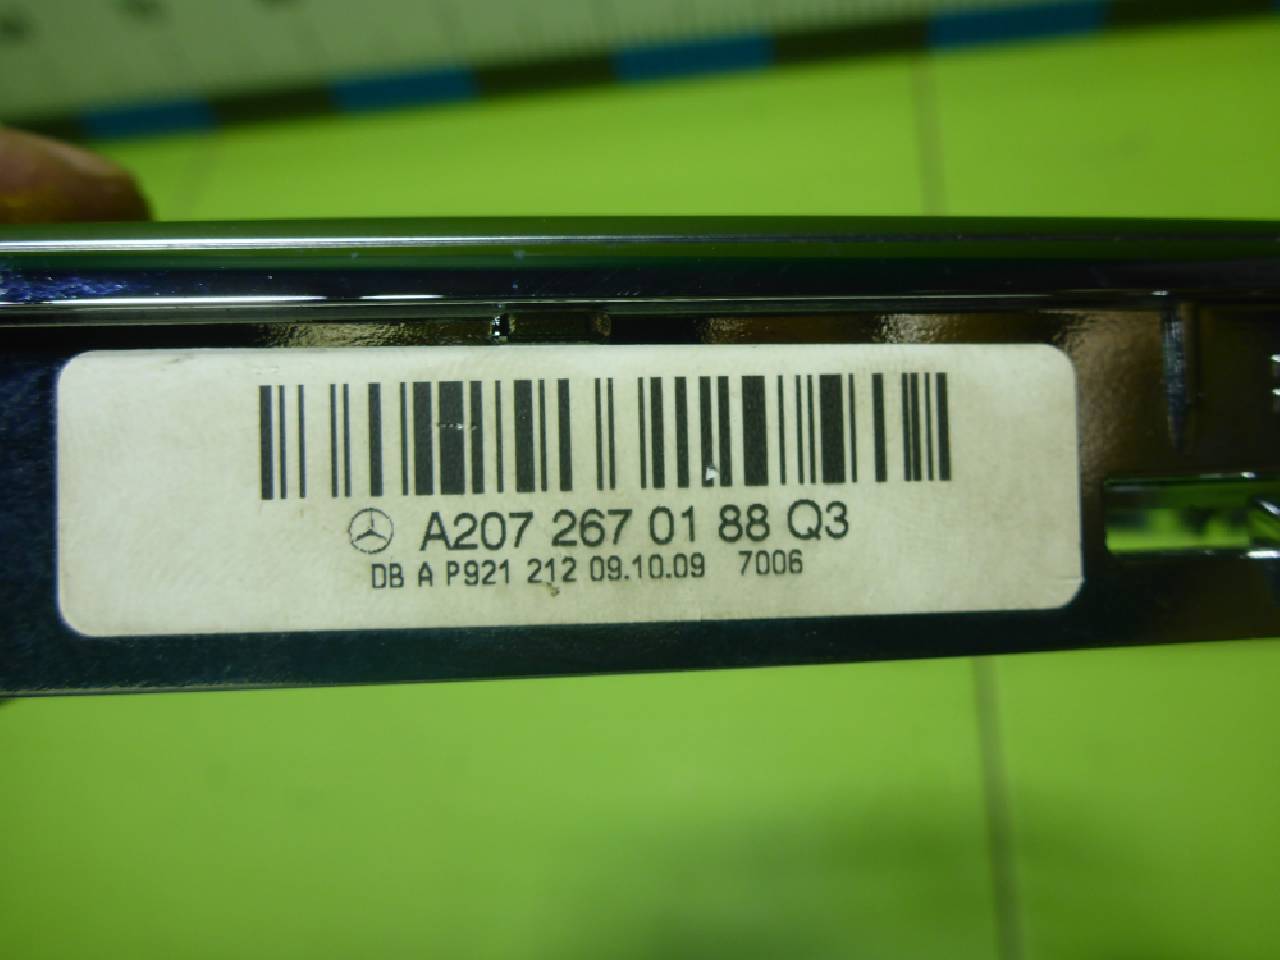 A207 267 01 88 Q3
DB A P921 212 09.10.09 7006